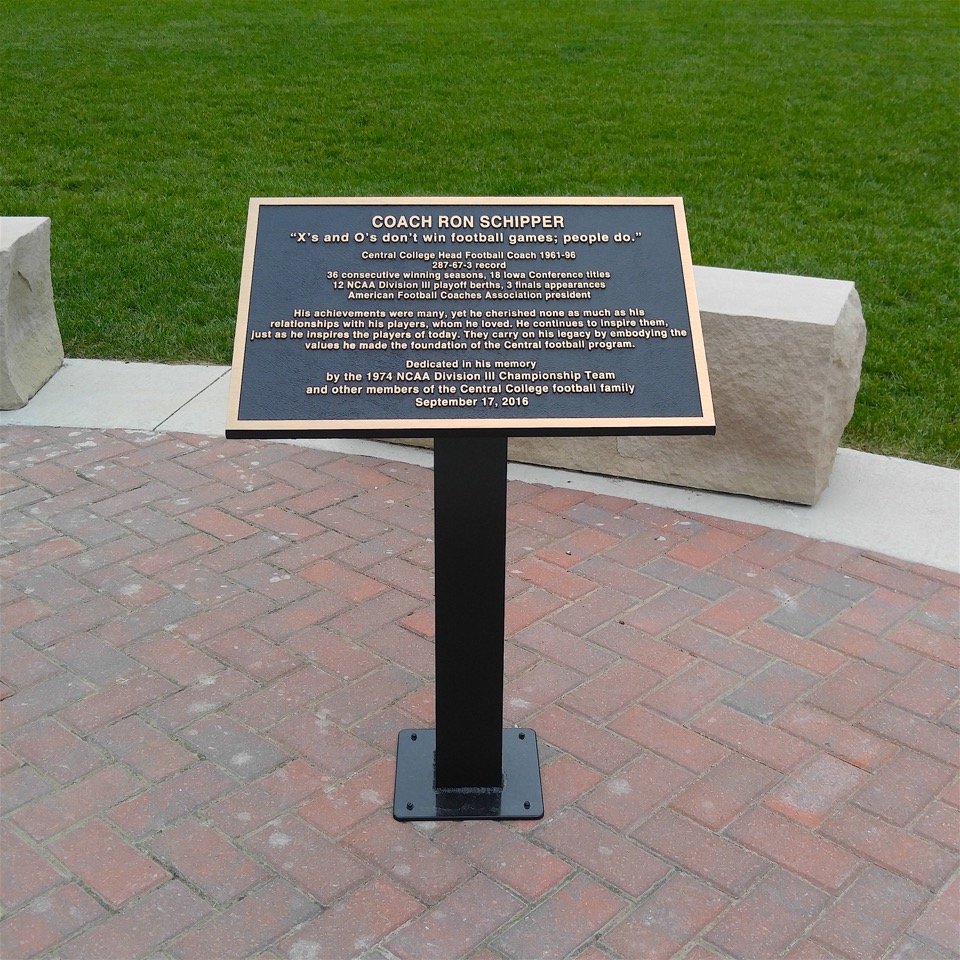 COACH RON SCHIPPER
“X’s and O’s don’t win football games; people do.”
Central College Head Football Coach 1961-96
287-67-3 record
36 consecutive winning seasons, 18 Iowa Conference titles
12 NCAA Division III playoff berths, 3 finals appearances
American Football Coaches Association president
His achievements were many, yet he cherished none as much as his
relationships with his players, whom he loved. He continues to inspire them,
just as he inspires the players of today. They carry on his legacy by embodying the
values he made the foundation of the Central football program.
Dedicated in his memory
by the 1974 NCAA Division III Championship Team
and other members of the Central College football family
September 17, 2016